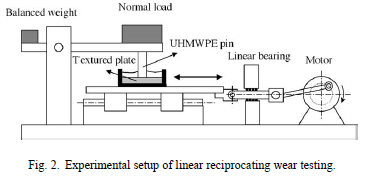 Balanced weight
Normal load
UHMWPE pin
Textured plate
Linear bearing
Motor
Fig. 2. Experimental setup of linear reciprocating wear testing.